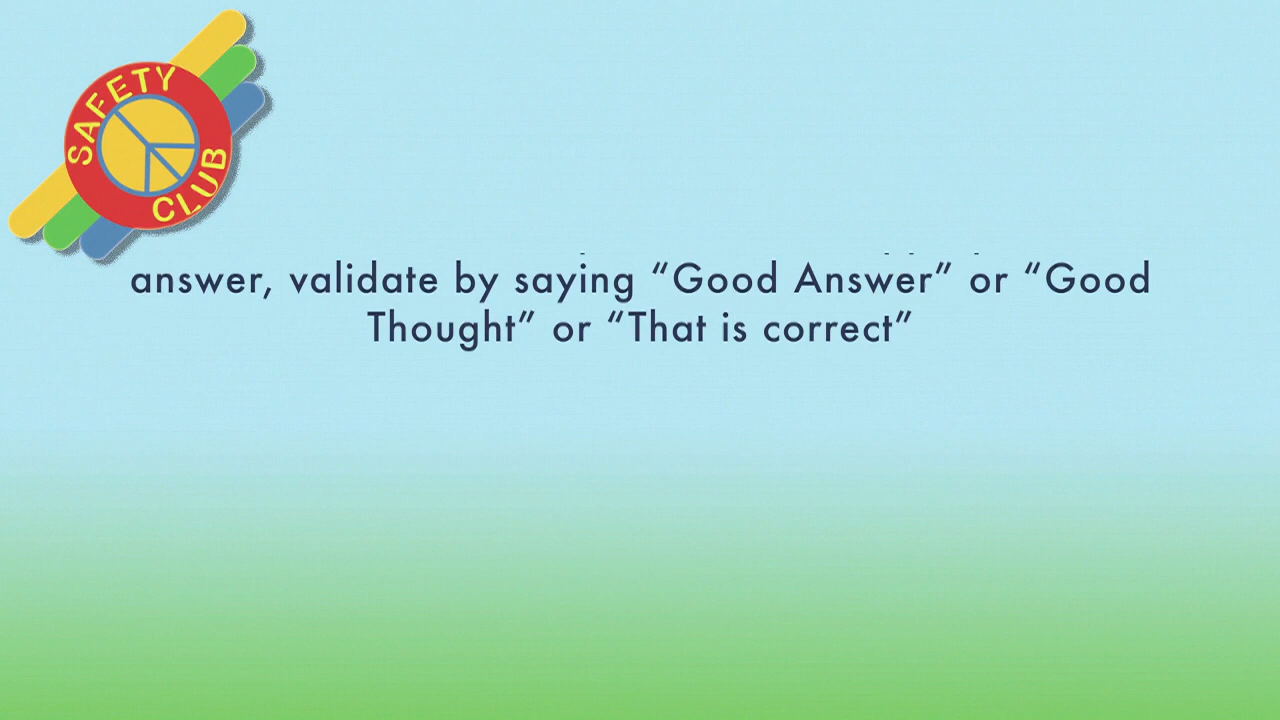 SAFETY
CLUB
answer, validate by saying “Good Answer” or “Good
Thought” or “That is correct”